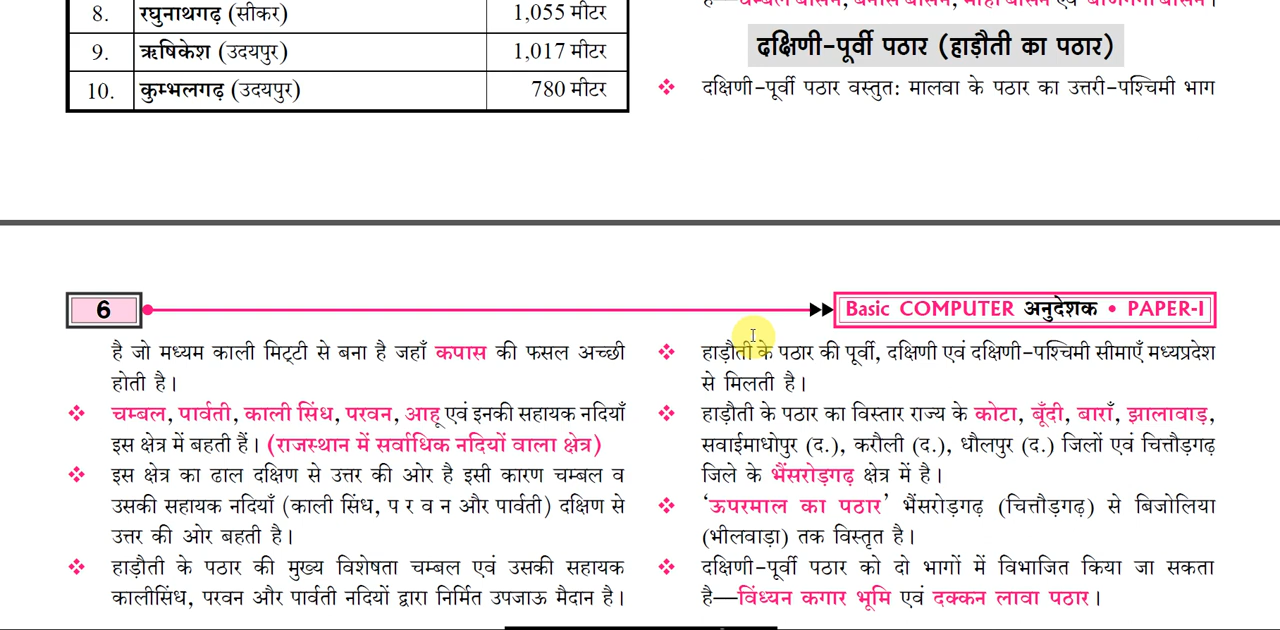 8. रघुनाथगढ़ (सीकर) 1,055 मीटर
9. ऋषिकेश (उदयपुर) 1,017 मीटर
10. कुम्भलगढ़ (उदयपुर) 780 मीटर
दक्षिणी-पूर्वी पठार (हाड़ौती का पठार)
❖ दक्षिणी-पूर्वी पठार वस्तुत: मालवा के पठार का उत्तरी-पश्चिमी भाग
6
Basic COMPUTER अनुदेशक • PAPER-I
है जो मध्यम काली मिट्टी से बना है जहाँ कपास की फसल अच्छी
होती है।
❖ चम्बल, पार्वती, काली सिंध, परवन, आहू एवं इनकी सहायक नदियाँ
इस क्षेत्र में बहती हैं। (राजस्थान में सर्वाधिक नदियों वाला क्षेत्र)
❖ इस क्षेत्र का ढाल दक्षिण से उत्तर की ओर है इसी कारण चम्बल व
उसकी सहायक नदियाँ (काली सिंध, प र व न और पार्वती) दक्षिण से
उत्तर की ओर बहती है।
❖ हाड़ौती के पठार की मुख्य विशेषता चम्बल एवं उसकी सहायक
कालीसिंध, परवन और पार्वती नदियों द्वारा निर्मित उपजाऊ मैदान है।
❖ हाड़ौती के पठार की पूर्वी, दक्षिणी एवं दक्षिणी-पश्चिमी सीमाएँ मध्यप्रदेश
से मिलती है।
❖ हाड़ौती के पठार का विस्तार राज्य के कोटा, बूँदी, बाराँ, झालावाड़,
सवाईमाधोपुर (द.), करौली (द.), धौलपुर (द.) जिलों एवं चित्तौड़गढ़
जिले के भैंसरोड़गढ़ क्षेत्र में है।
❖ ‘ऊपरमाल का पठार’ भैंसरोड़गढ़ (चित्तौड़गढ़) से बिजोलिया
(भीलवाड़ा) तक विस्तृत है।
❖ दक्षिणी-पूर्वी पठार को दो भागों में विभाजित किया जा सकता
है—विंध्यन कगार भूमि एवं दक्कन लावा पठार।